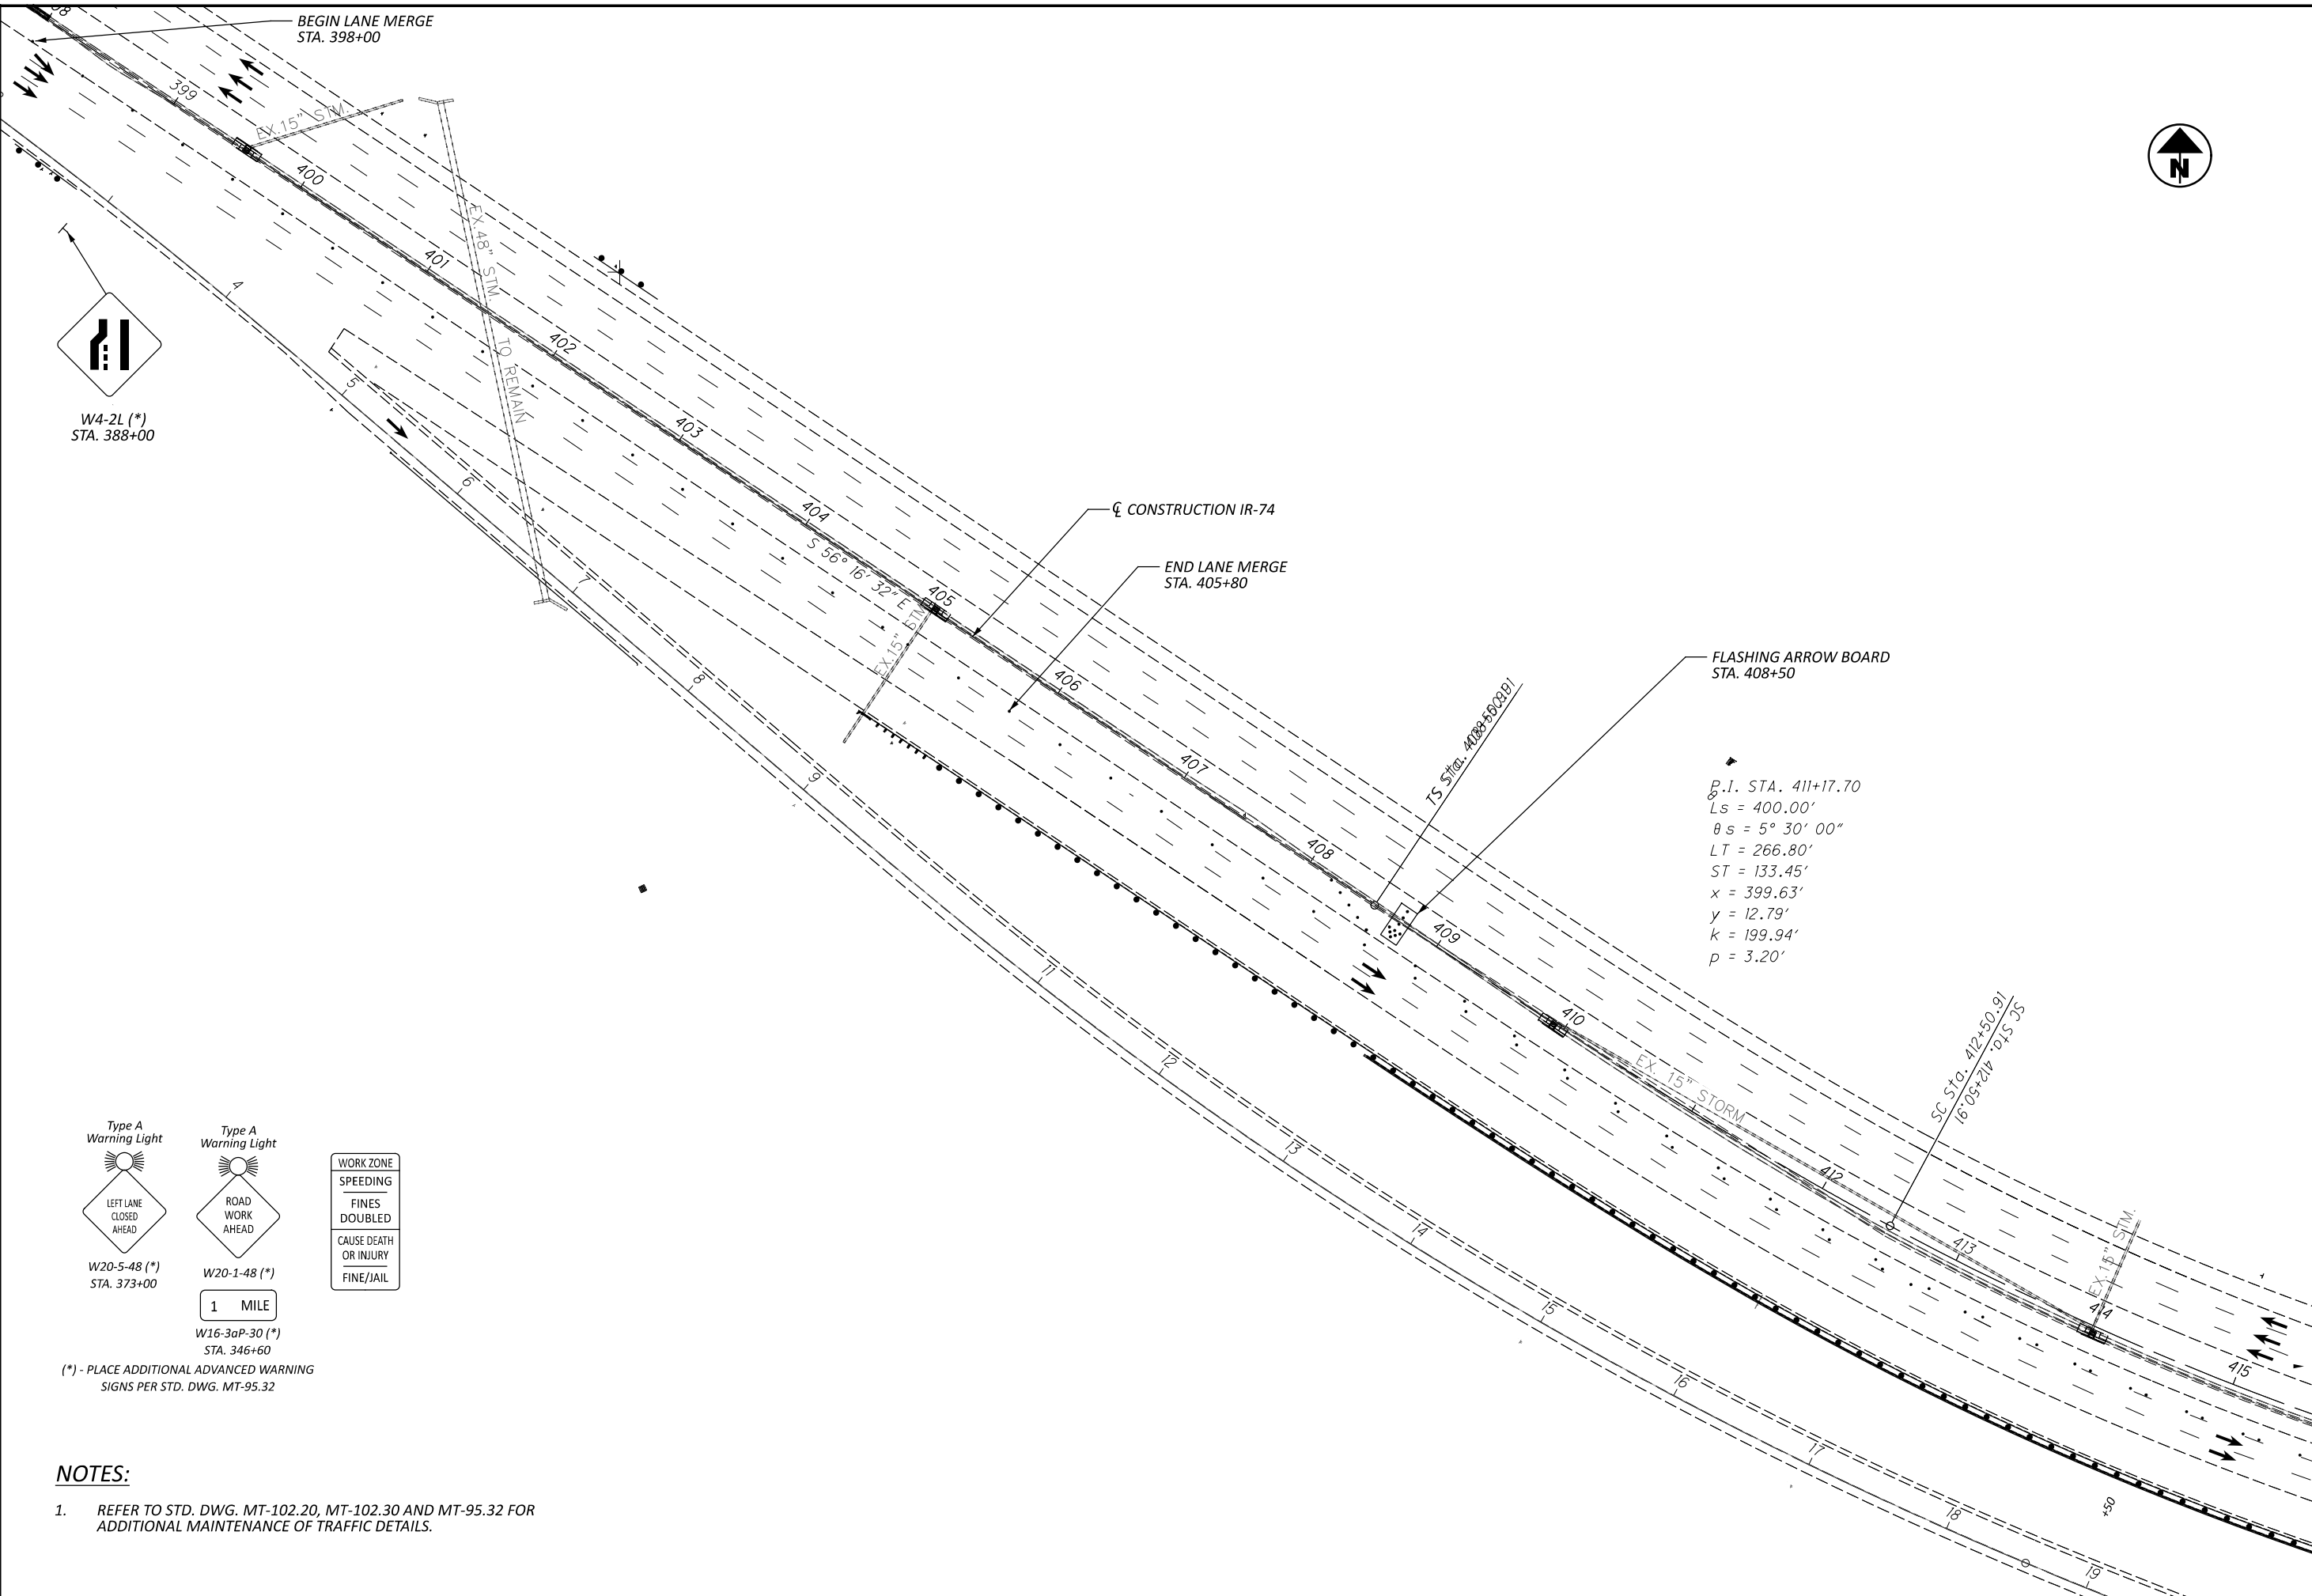 BEGIN LANE MERGE
STA. 398+00
399
EX.15" STM.
400
N
EX.48" STM. TO REMAIN
401
4
402
5
W4-2L (*)
STA. 388+00
403
6
404
S 56° 16' 32" E
℄ CONSTRUCTION IR-74
405
END LANE MERGE
STA. 405+80
7
EX.15" STM.
8
406
FLASHING ARROW BOARD
STA. 408+50
407
9
TS Sta.
408
P.I. STA. 411+17.70
Ls = 400.00'
θs = 5° 30' 00"
LT = 266.80'
ST = 133.45'
x = 399.63'
y = 12.79'
k = 199.94'
p = 3.20'
409
11
410
12
EX. 15" STORM
SC Sta. 412+50.91
SC Sta. 412+50.91
13
412
413
EX.15" STM.
414
14
415
15
16
17
18
+50
19
Type A
Warning Light
LEFT LANE
CLOSED
AHEAD
W20-5-48 (*)
STA. 373+00
Type A
Warning Light
ROAD
WORK
AHEAD
W20-1-48 (*)
1 MILE
W16-3aP-30 (*)
STA. 346+60
WORK ZONE
SPEEDING
FINES
DOUBLED
CAUSE DEATH
OR INJURY
FINE/JAIL
(*) - PLACE ADDITIONAL ADVANCED WARNING
SIGNS PER STD. DWG. MT-95.32
NOTES:
1. REFER TO STD. DWG. MT-102.20, MT-102.30 AND MT-95.32 FOR
ADDITIONAL MAINTENANCE OF TRAFFIC DETAILS.